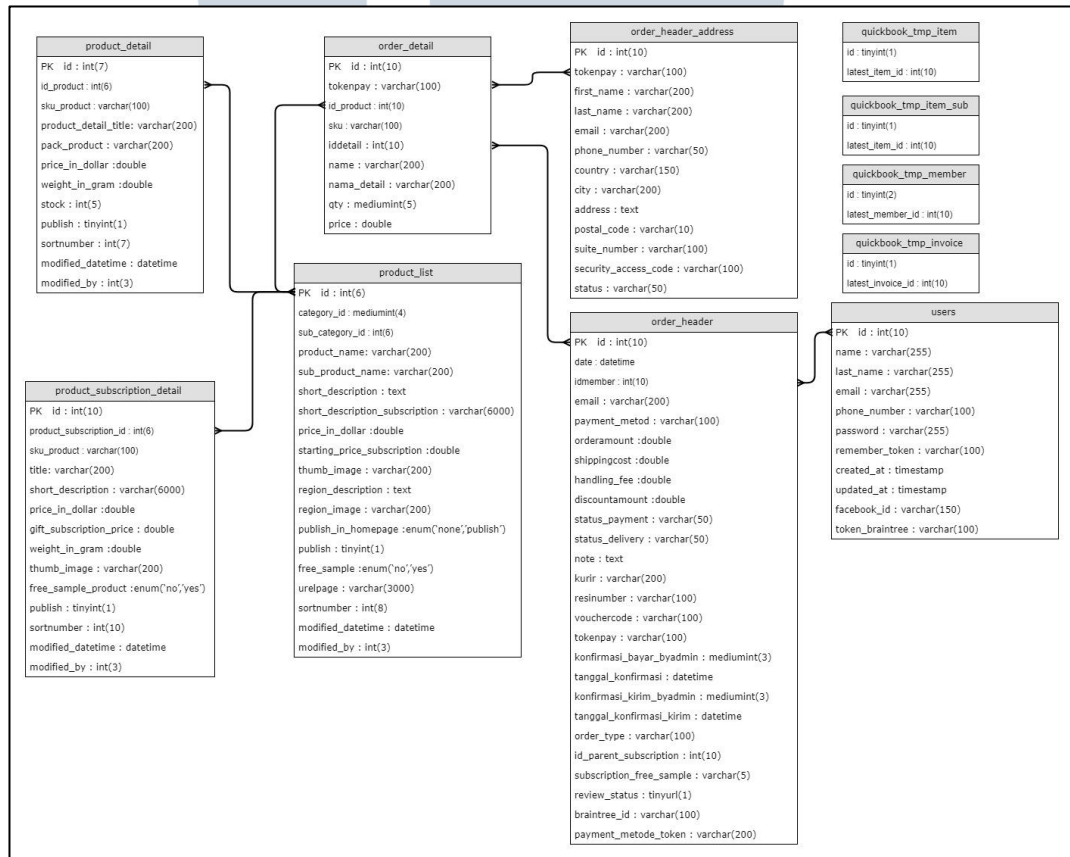 product_detail
PK id : int(7)
id_product : int(6)
sku_product : varchar(100)
product_detail_title: varchar(200)
pack_product : varchar(200)
price_in_dollar :double
weight_in_gram :double
stock : int(5)
publish : tinyint(1)
sortnumber : int(7)
modified_datetime : datetime
modified_by : int(3)
order_detail
PK id : int(10)
tokenpay : varchar(100)
id_product : int(10)
sku : varchar(100)
iddetail : int(10)
name : varchar(200)
nama_detail : varchar(200)
qty : mediumint(5)
price : double
order_header_address
PK id : int(10)
tokenpay : varchar(100)
first_name : varchar(200)
last_name : varchar(200)
email : varchar(200)
phone_number : varchar(50)
country : varchar(150)
city : varchar(200)
address : text
postal_code : varchar(10)
suite_number : varchar(100)
security_access_code : varchar(100)
status : varchar(50)
quickbook_tmp_item
id : tinyint(1)
latest_item_id : int(10)
quickbook_tmp_item_sub
id : tinyint(1)
latest_item_id : int(10)
quickbook_tmp_member
id : tinyint(2)
latest_member_id : int(10)
quickbook_tmp_invoice
id : tinyint(1)
latest_invoice_id : int(10)
product_subscription_detail
PK id : int(10)
product_subscription_id : int(6)
sku_product : varchar(100)
title: varchar(200)
short_description : varchar(6000)
price_in_dollar :double
gift_subscription_price : double
weight_in_gram :double
thumb_image : varchar(200)
free_sample_product :enum('no','yes')
publish : tinyint(1)
sortnumber : int(10)
modified_datetime : datetime
modified_by : int(3)
product_list
PK id : int(6)
category_id : mediumint(4)
sub_category_id : int(6)
product_name: varchar(200)
sub_product_name: varchar(200)
short_description : text
short_description_subscription : varchar(6000)
price_in_dollar :double
starting_price_subscription :double
thumb_image : varchar(200)
region_description : text
region_image : varchar(200)
publish_in_homepage :enum('none','publish')
publish : tinyint(1)
free_sample :enum('no','yes')
urelpage : varchar(3000)
sortnumber : int(8)
modified_datetime : datetime
modified_by : int(3)
order_header
PK id : int(10)
date : datetime
idmember : int(10)
email : varchar(200)
payment_metod : varchar(100)
orderamount :double
shippingcost :double
handling_fee :double
discountamount :double
status_payment : varchar(50)
status_delivery : varchar(50)
note : text
kurir : varchar(200)
resinumber : varchar(100)
vouchercode : varchar(100)
tokenpay : varchar(100)
konfirmasi_bayar_byadmin : mediumint(3)
tanggal_konfirmasi : datetime
konfirmasi_kirim_byadmin : mediumint(3)
tanggal_konfirmasi_kirim : datetime
order_type : varchar(100)
id_parent_subscription : int(10)
subscription_free_sample : varchar(5)
review_status : tinyurl(1)
braintree_id : varchar(100)
payment_metode_token : varchar(200)
users
PK id : int(10)
name : varchar(255)
last_name : varchar(255)
email : varchar(255)
phone_number : varchar(100)
password : varchar(255)
remember_token : varchar(100)
created_at : timestamp
updated_at : timestamp
facebook_id : varchar(150)
token_braintree : varchar(100)